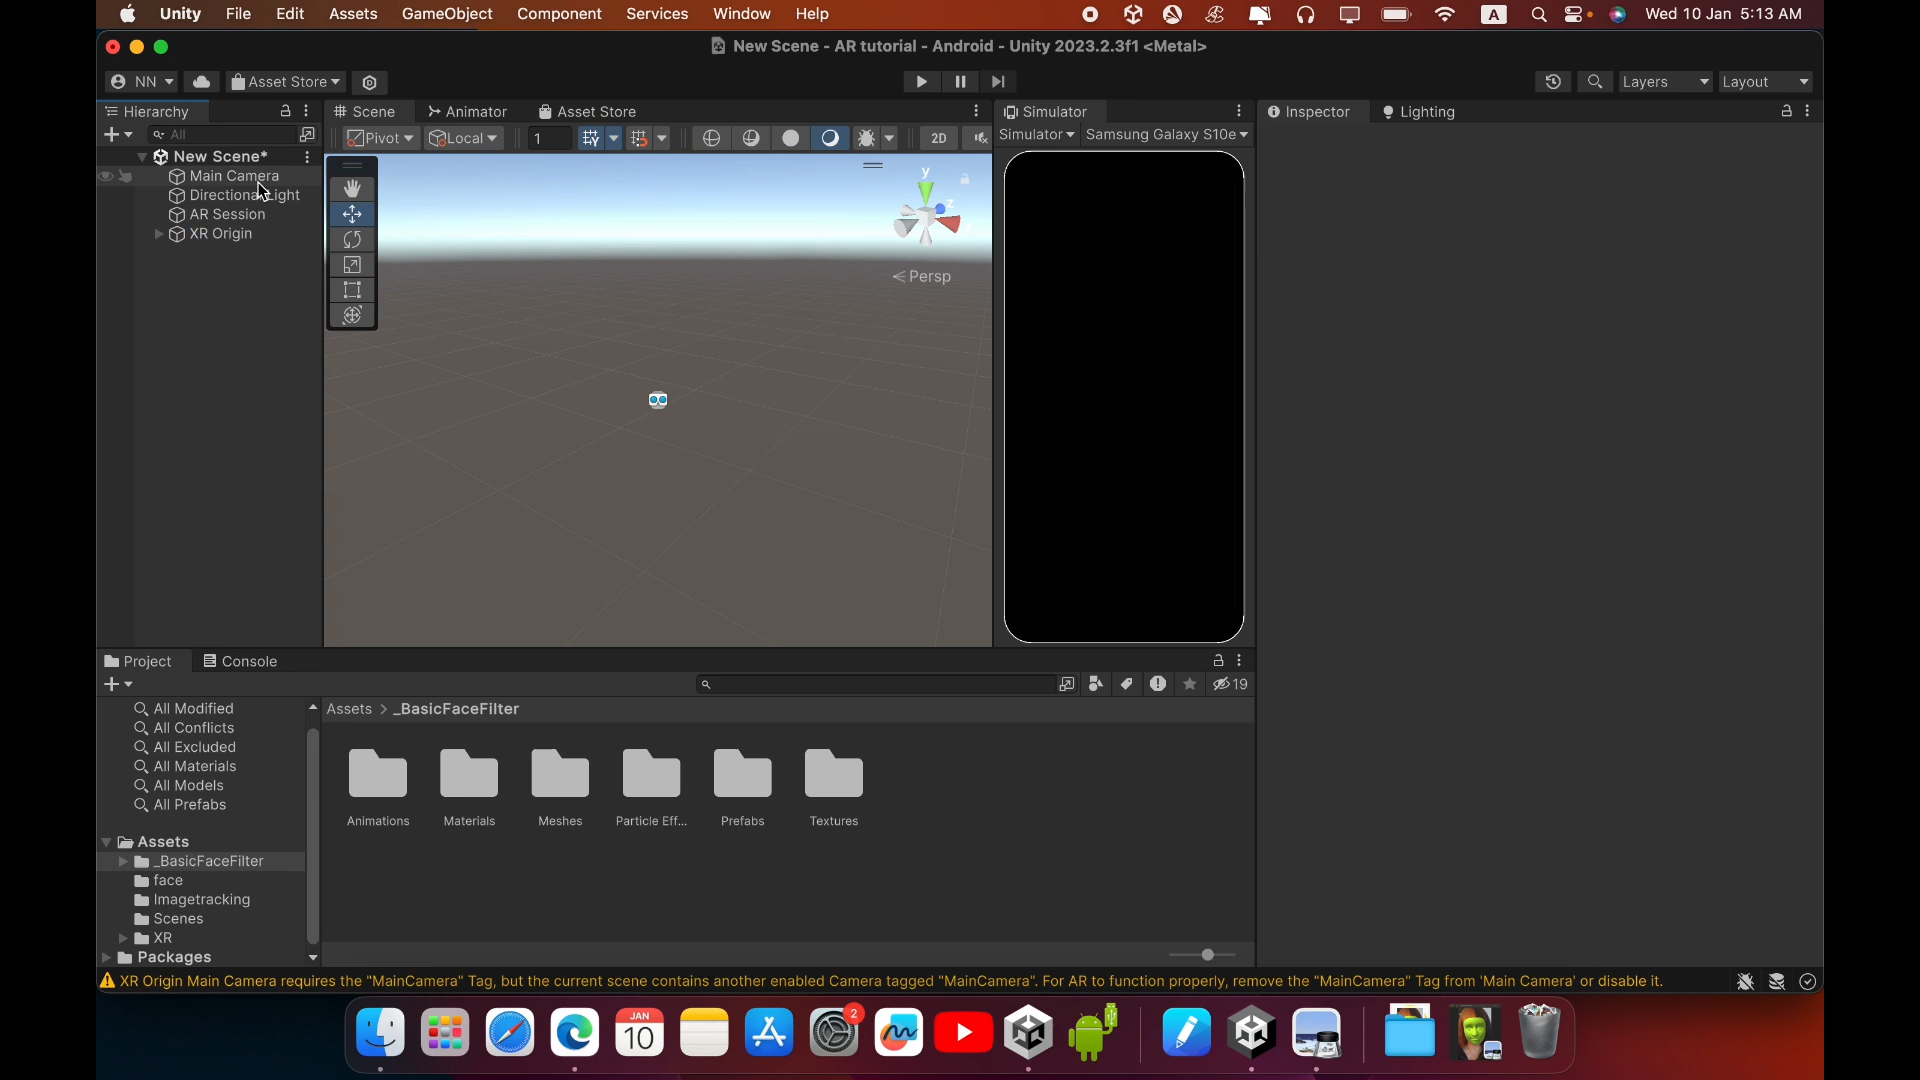 Unity File Edit Assets GameObject Component Services Window Help A Wed 10 Jan 5:13 AM
New Scene - AR tutorial - Android - Unity 2023.2.3f1 <Metal>
NN Asset Store Layers Layout
Hierarchy Scene Animator Asset Store Simulator Inspector Lighting
All Pivot Local 1 2D Simulator Samsung Galaxy S10e
New Scene*
Main Camera
Directional Light
AR Session
XR Origin
y
z
Persp
Project Console
19
All Modified
All Conflicts
All Excluded
All Materials
All Models
All Prefabs
Assets
_BasicFaceFilter
face
Imagetracking
Scenes
XR
Packages
Assets > _BasicFaceFilter
Animations Materials Meshes Particle Eff... Prefabs Textures
XR Origin Main Camera requires the "MainCamera" Tag, but the current scene contains another enabled Camera tagged "MainCamera". For AR to function properly, remove the "MainCamera" Tag from 'Main Camera' or disable it.
JAN
10
2